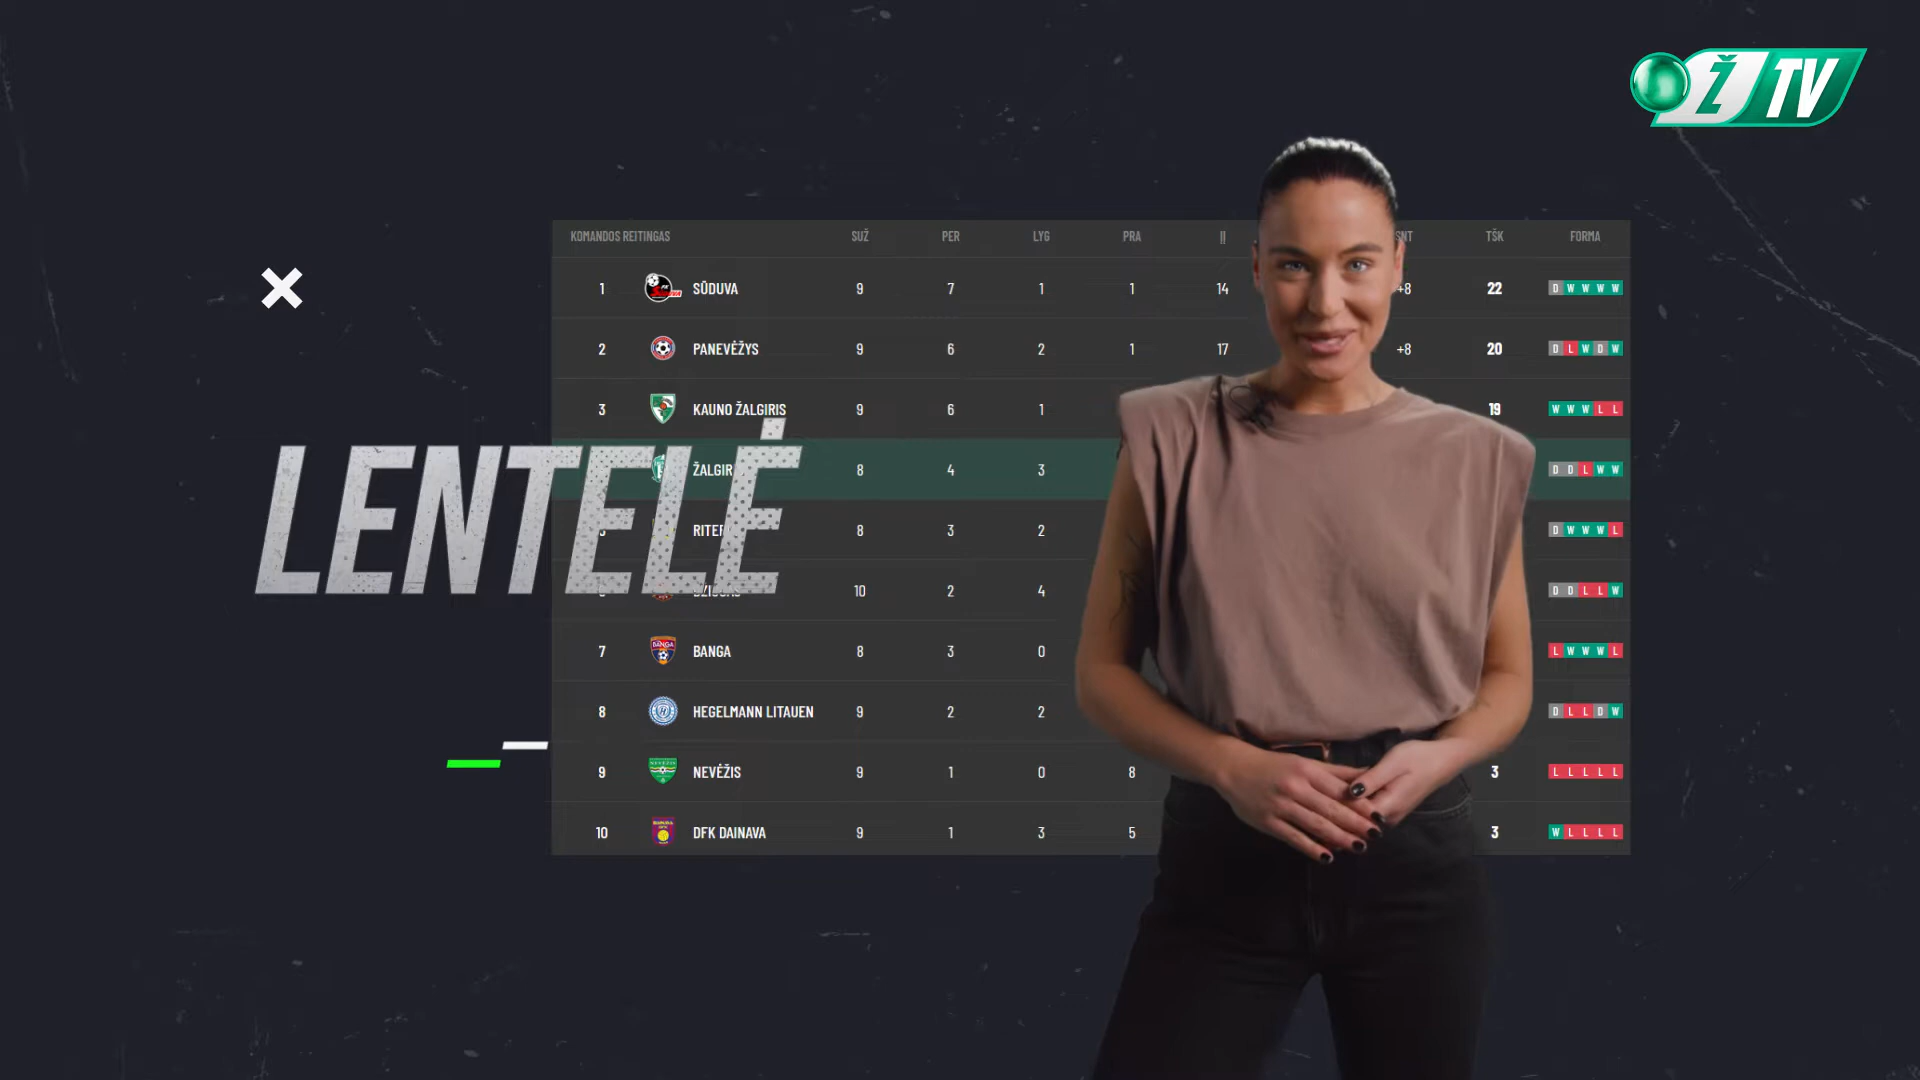 Ž TV
KOMANDOS REITINGAS SUŽ PER LYG PRA Į| TŠK FORMA
1 SŪDUVA 9 7 1 1 14 +8 22 D W W W W
2 PANEVĖŽYS 9 6 2 1 17 +8 20 D L W D W
3 KAUNO ŽALGIRIS 9 6 1 19 W W W L L
8 4 3 D D L W W
8 3 2 D W W W L
10 2 4 D D L L W
LENTELĖ
7 BANGA 8 3 0 L W W W L
8 HEGELMANN LITAUEN 9 2 2 D L L D W
9 NEVĖŽIS 9 1 0 8 3 L L L L L
10 DFK DAINAVA 9 1 3 5 3 W L L L L